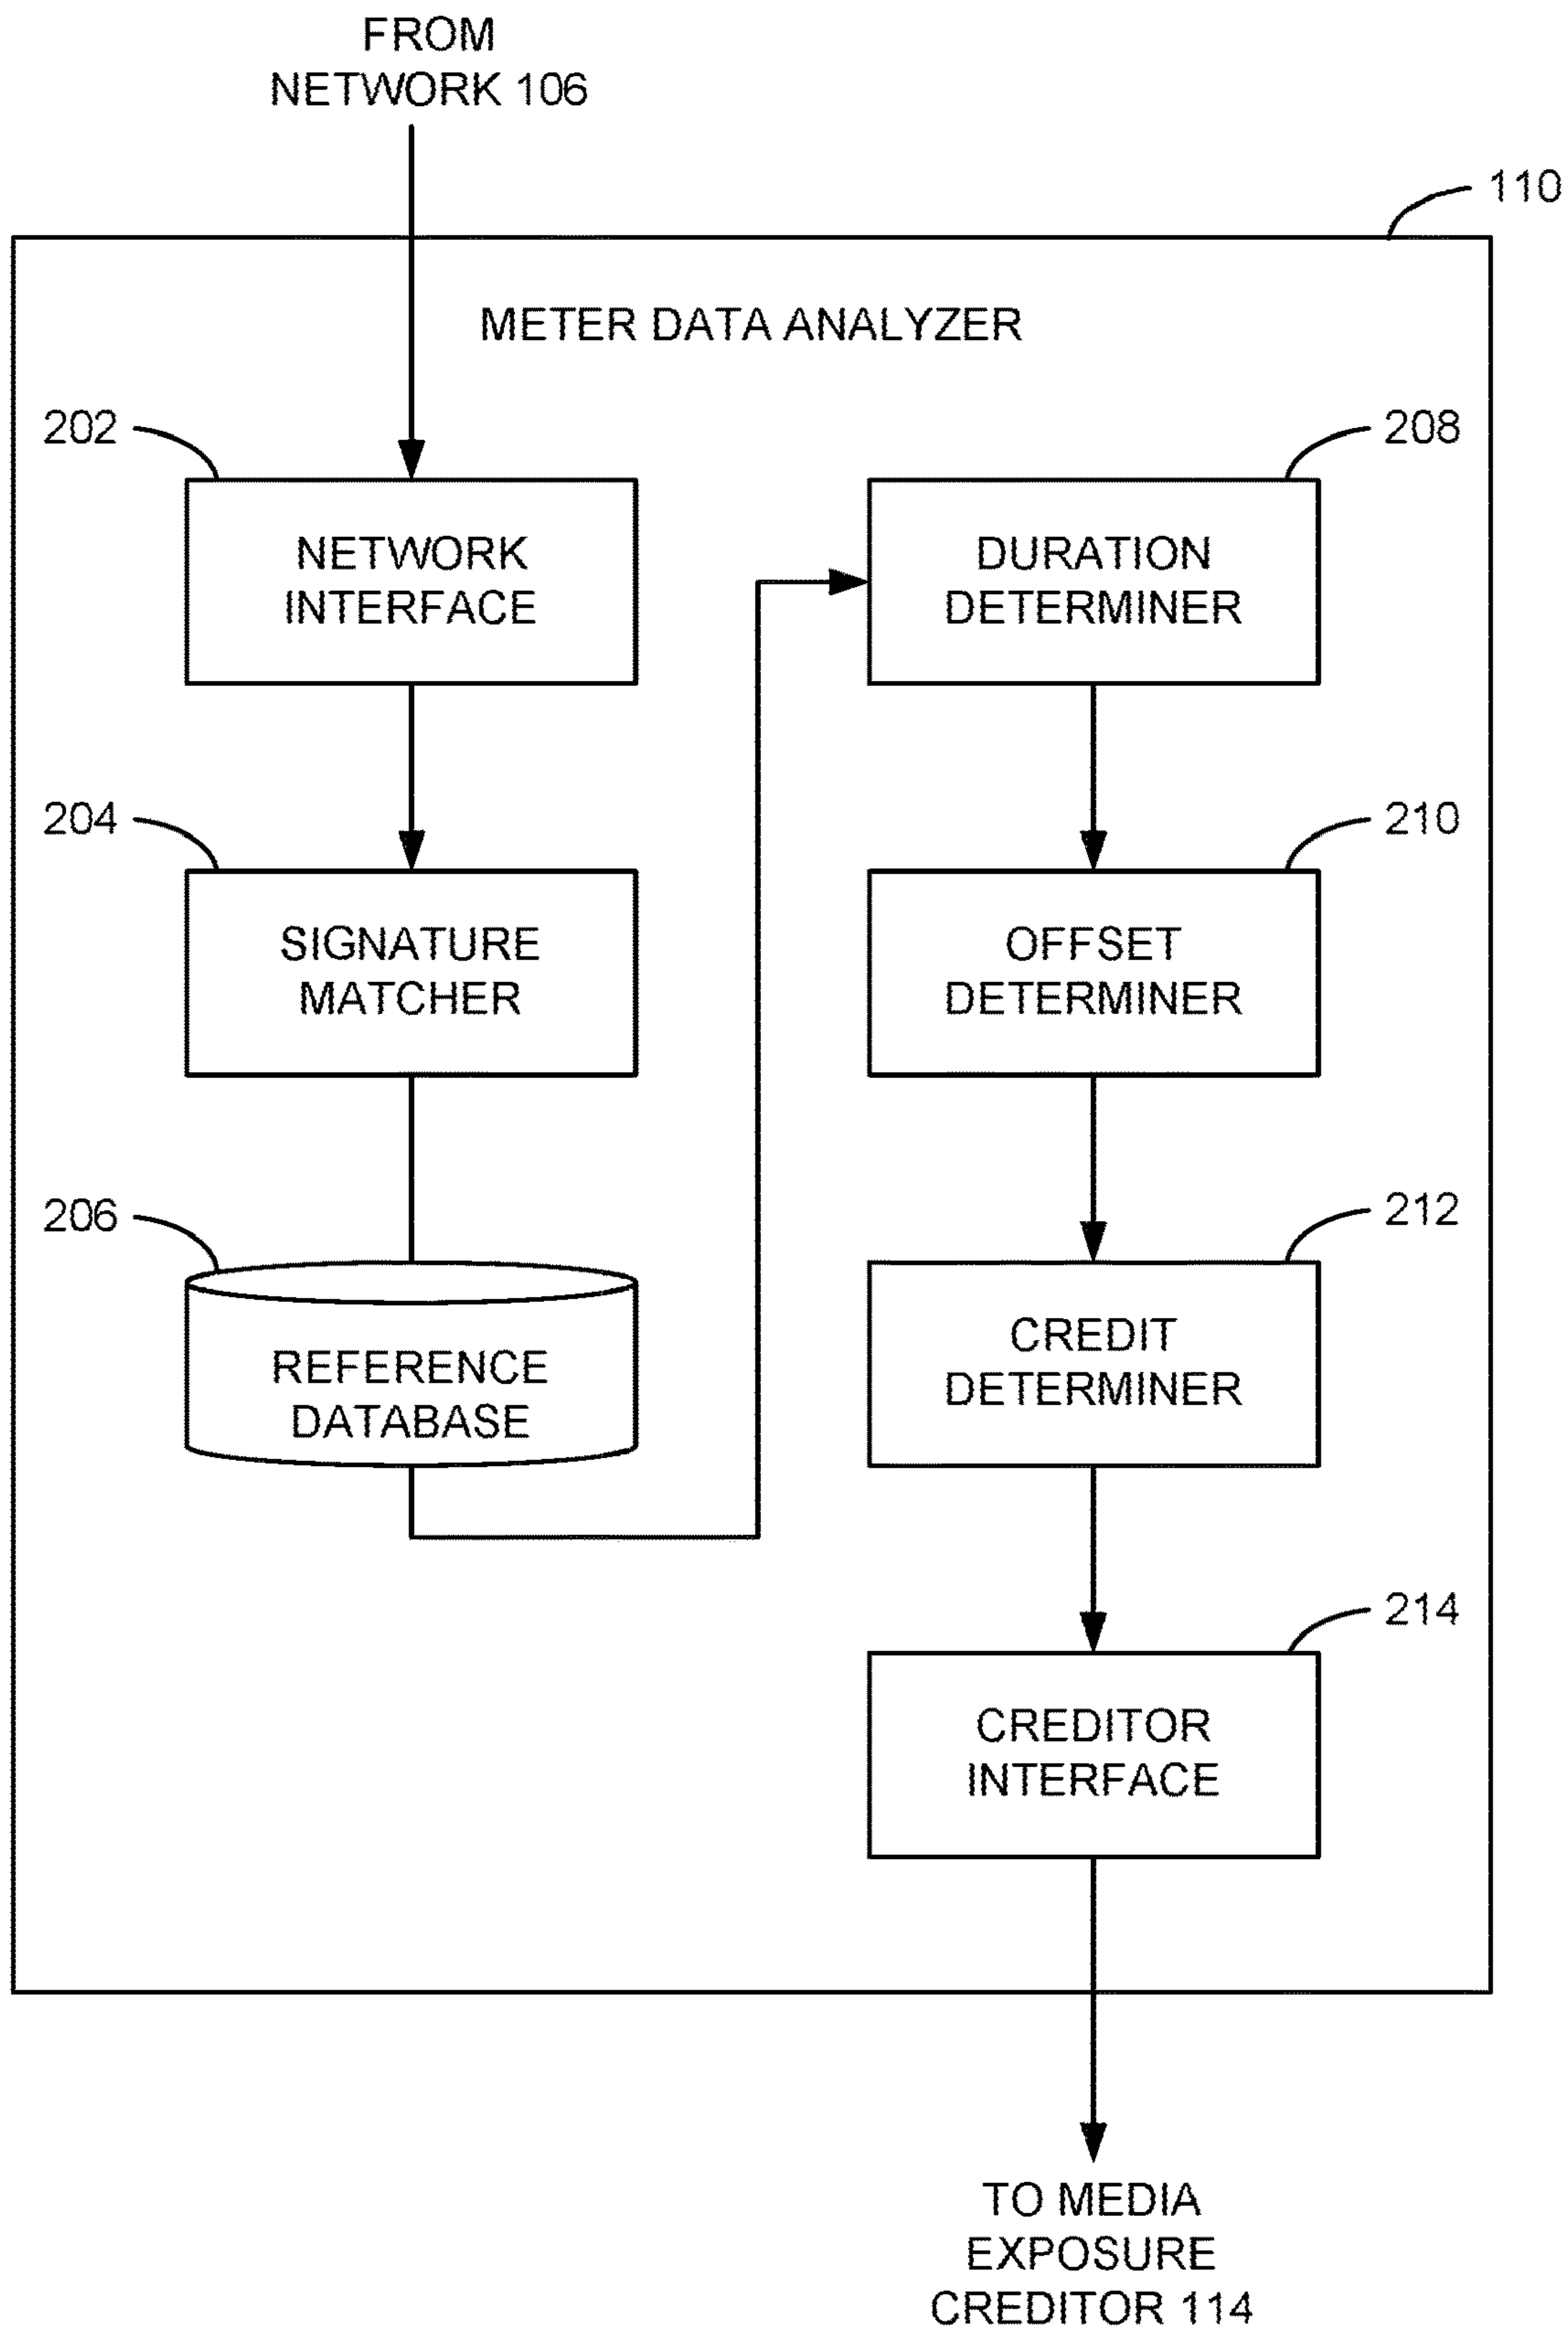 FROM
NETWORK 106
110
METER DATA ANALYZER
202
NETWORK
INTERFACE
204
SIGNATURE
MATCHER
206
REFERENCE
DATABASE
208
DURATION
DETERMINER
210
OFFSET
DETERMINER
212
CREDIT
DETERMINER
214
CREDITOR
INTERFACE
TO MEDIA
EXPOSURE
CREDITOR 114